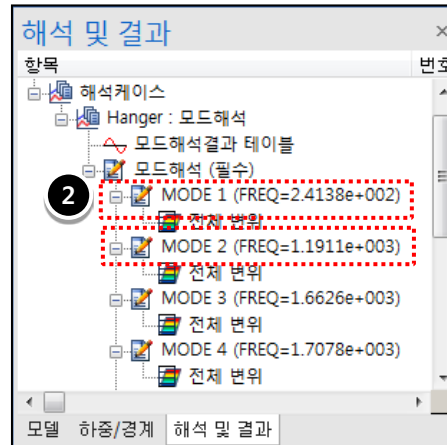 해석 및 결과
항목 번호
해석케이스
Hanger : 모드해석
모드해석결과 테이블
모드해석 (필수)
2 MODE 1 (FREQ=2.4138e+002)
전체 변위
MODE 2 (FREQ=1.1911e+003)
전체 변위
MODE 3 (FREQ=1.6626e+003)
전체 변위
MODE 4 (FREQ=1.7078e+003)
전체 변위
모델 하중/경계 해석 및 결과